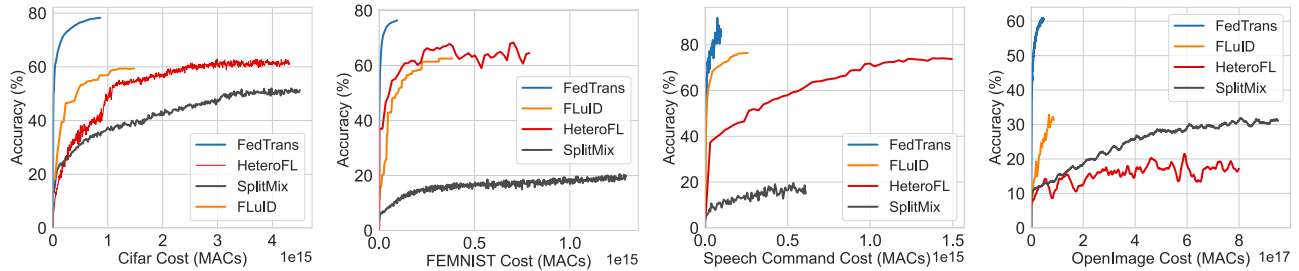 80
60
40
20
0
Accuracy (%)
FedTrans
HeteroFL
SplitMix
FLuID
0 1 2 3 4
Cifar Cost (MACs) 1e15
80
60
40
20
0
Accuracy (%)
FedTrans
FLuID
HeteroFL
SplitMix
0.0 0.5 1.0
FEMNIST Cost (MACs) 1e15
80
60
40
20
0
Accuracy (%)
FedTrans
FLuID
HeteroFL
SplitMix
0.0 0.5 1.0 1.5
Speech Command Cost (MACs) 1e15
60
50
40
30
20
10
0
Accuracy (%)
FedTrans
FLuID
HeteroFL
SplitMix
0 2 4 6 8
OpenImage Cost (MACs) 1e17